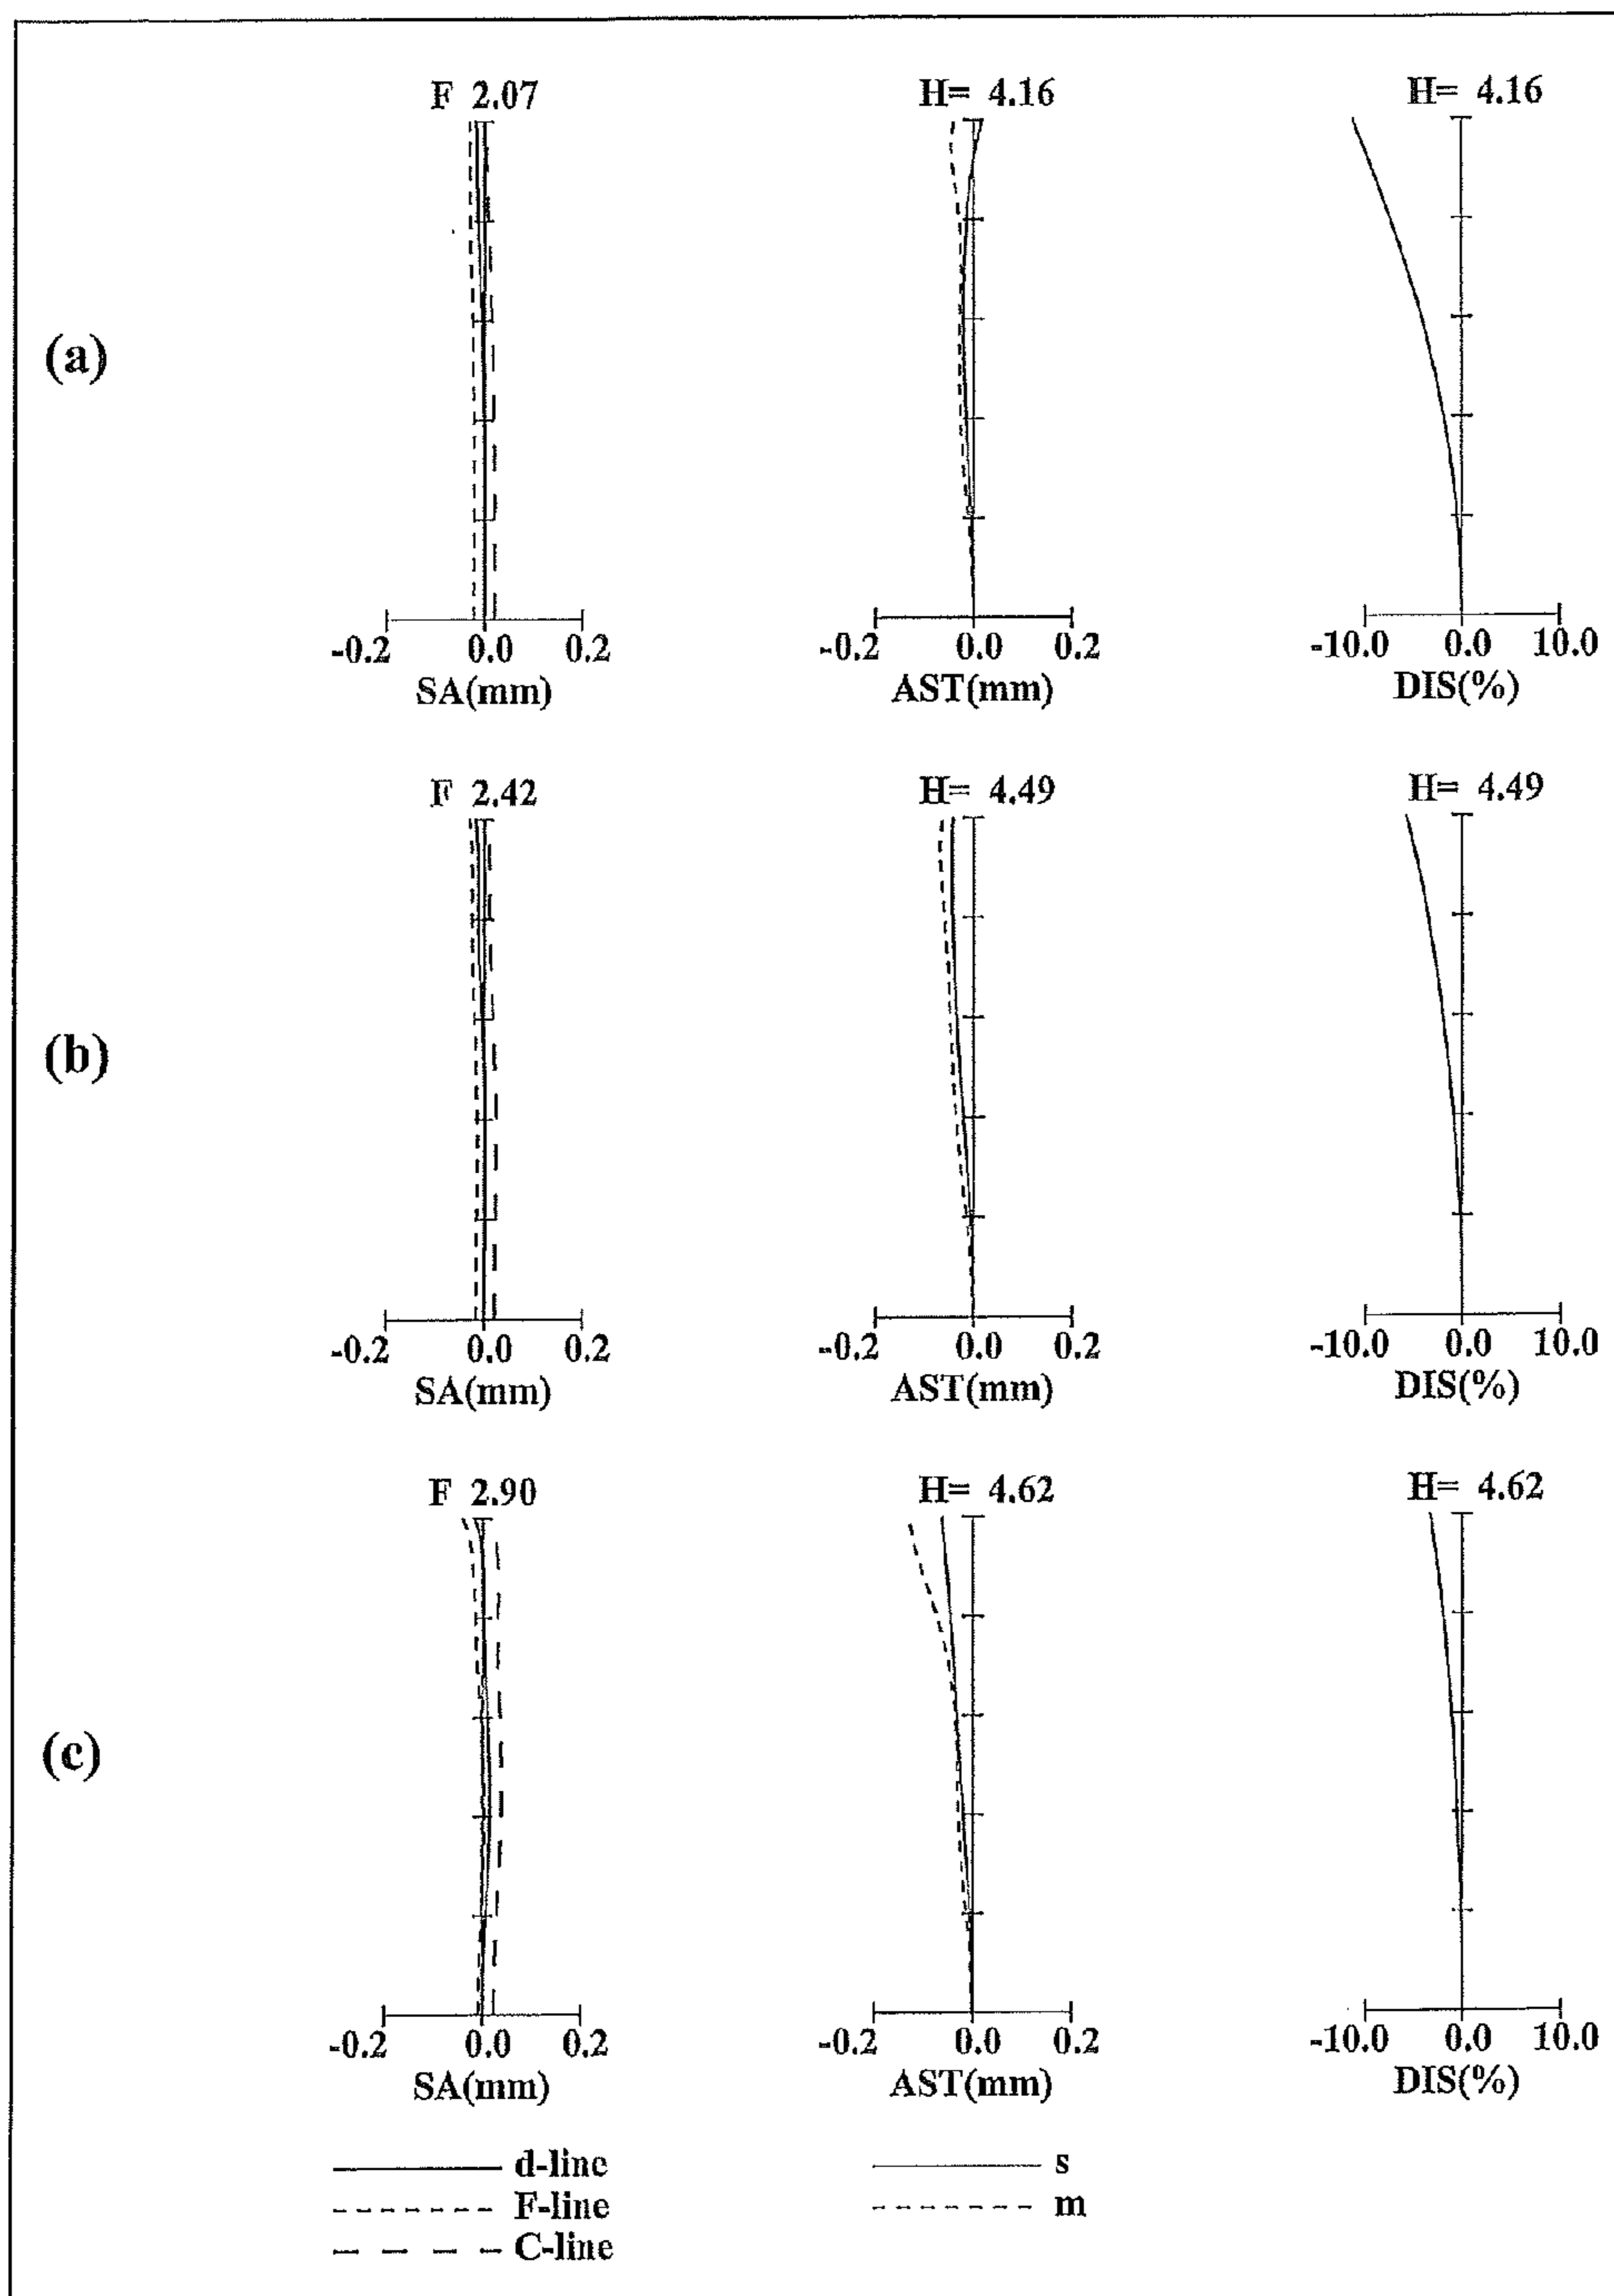 F 2.07 H= 4.16 H= 4.16
(a)
-0.2 0.0 0.2 -0.2 0.0 0.2 -10.0 0.0 10.0
SA(mm) AST(mm) DIS(%)
F 2.42 H= 4.49 H= 4.49
(b)
-0.2 0.0 0.2 -0.2 0.0 0.2 -10.0 0.0 10.0
SA(mm) AST(mm) DIS(%)
F 2.90 H= 4.62 H= 4.62
(c)
-0.2 0.0 0.2 -0.2 0.0 0.2 -10.0 0.0 10.0
SA(mm) AST(mm) DIS(%)
d-line s
F-line m
C-line